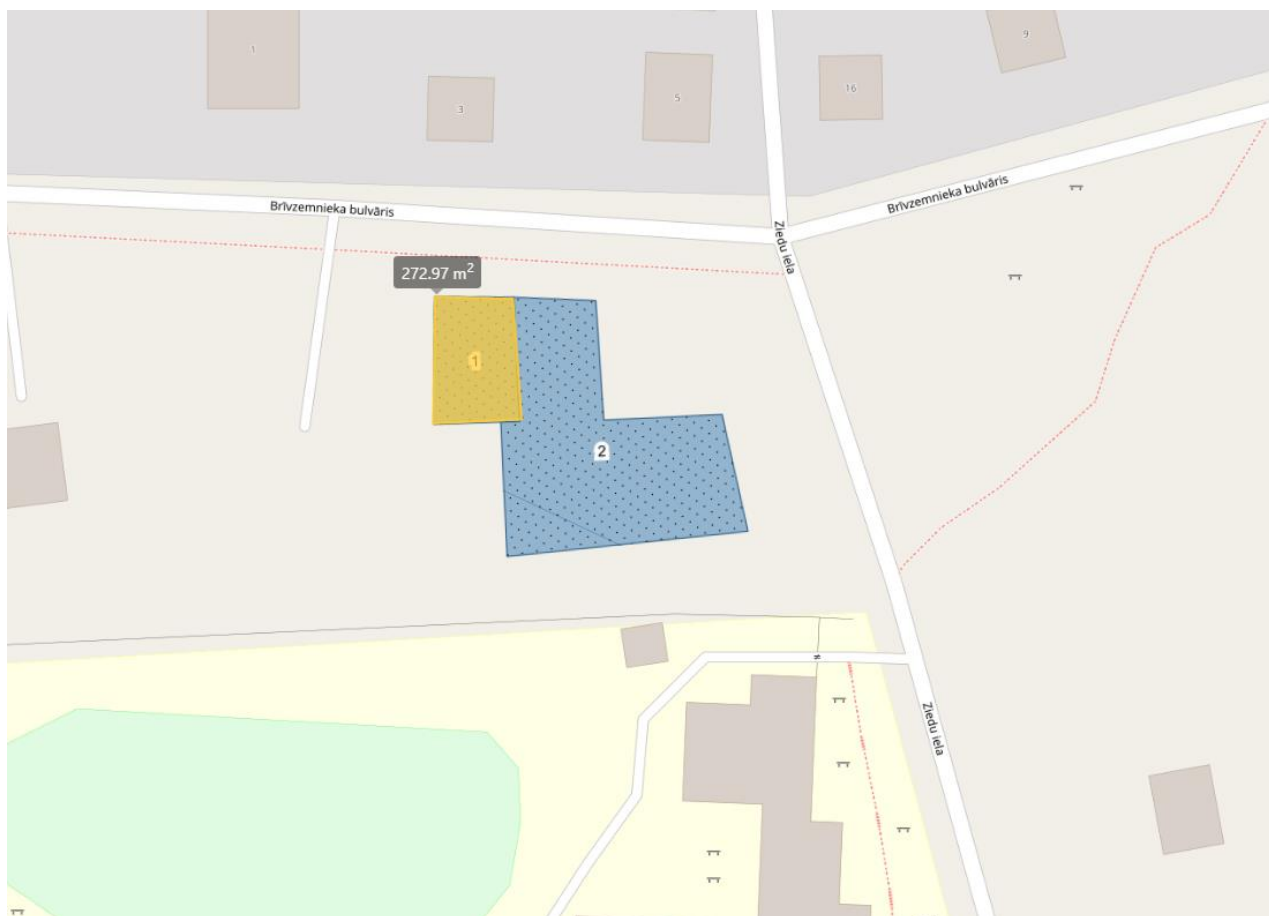 1
3
5
16
9
Brīvzemnieka bulvāris
Brīvzemnieka bulvāris
Ziedu iela
272.97 m²
1
2
Ziedu iela